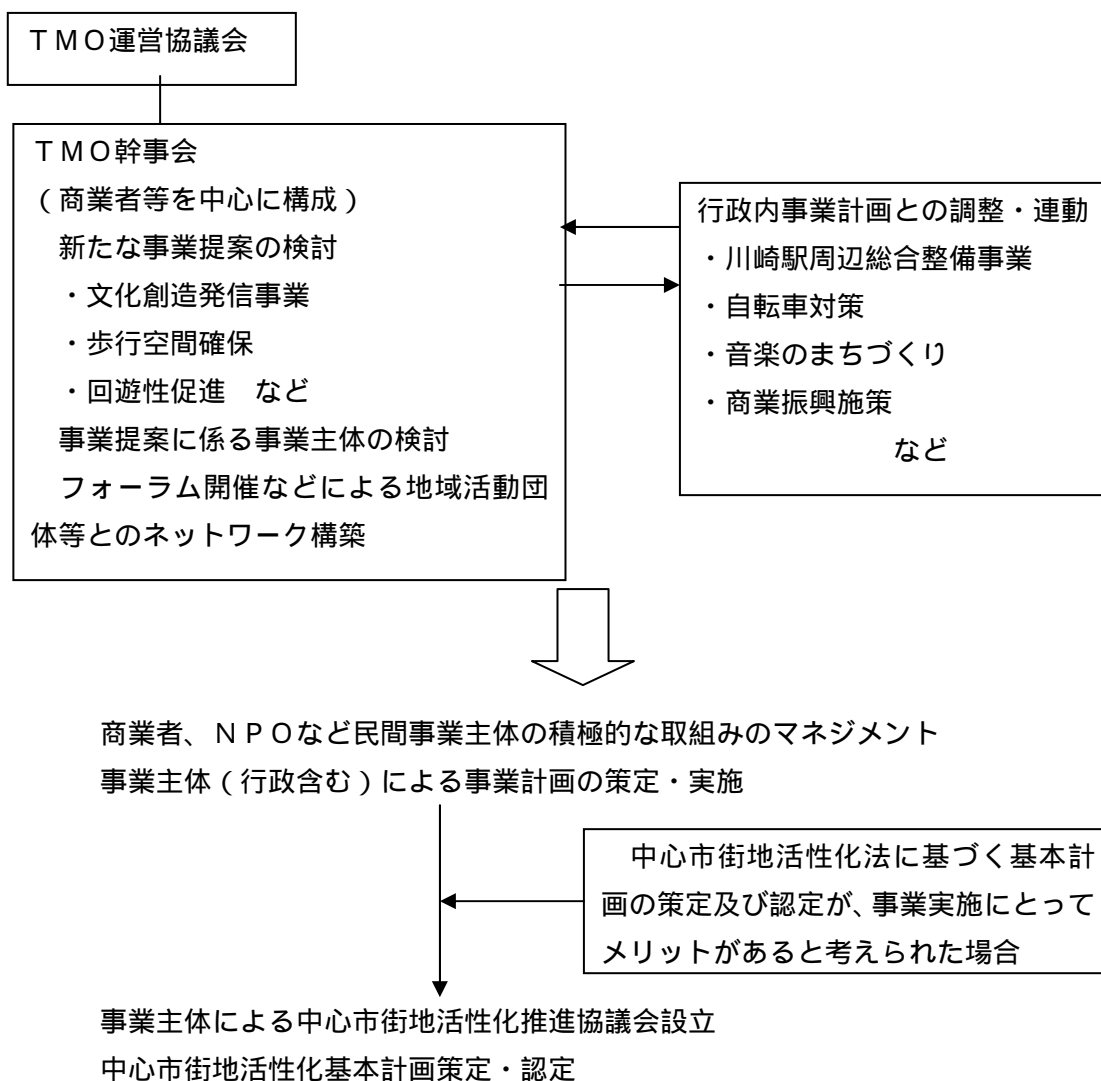 ＴＭＯ運営協議会
ＴＭＯ幹事会
（商業者等を中心に構成）
新たな事業提案の検討
・文化創造発信事業
・歩行空間確保
・回遊性促進　など
事業提案に係る事業主体の検討
フォーラム開催などによる地域活動団
体等とのネットワーク構築
行政内事業計画との調整・連動
・川崎駅周辺総合整備事業
・自転車対策
・音楽のまちづくり
・商業振興施策
など
商業者、ＮＰＯなど民間事業主体の積極的な取組みのマネジメント
事業主体（行政含む）による事業計画の策定・実施
中心市街地活性化法に基づく基本計
画の策定及び認定が、事業実施にとって
メリットがあると考えられた場合
事業主体による中心市街地活性化推進協議会設立
中心市街地活性化基本計画策定・認定